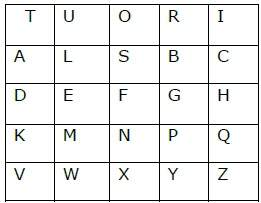 T U O R I
A L S B C
D E F G H
K M N P Q
V W X Y Z